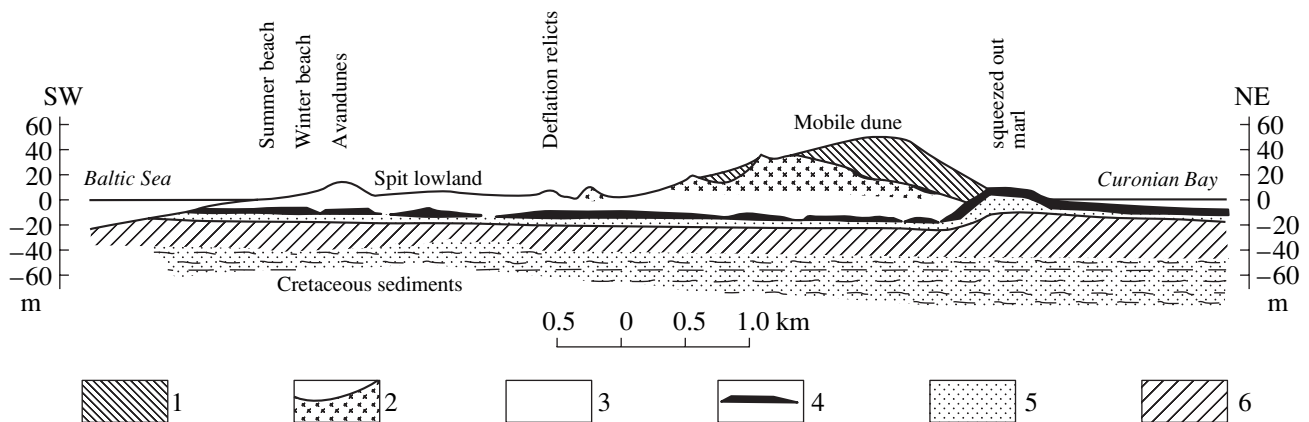 Summer beach
Winter beach
Avandunes
Deflation relicts
squeezed out
marl
SW
NE
60
40
20
0
–20
–40
–60
m
Baltic Sea
Spit lowland
Mobile dune
Curonian Bay
60
40
20
0
–20
–40
–60
m
Cretaceous sediments
0.5 0 0.5 1.0 km
1 2 3 4 5 6